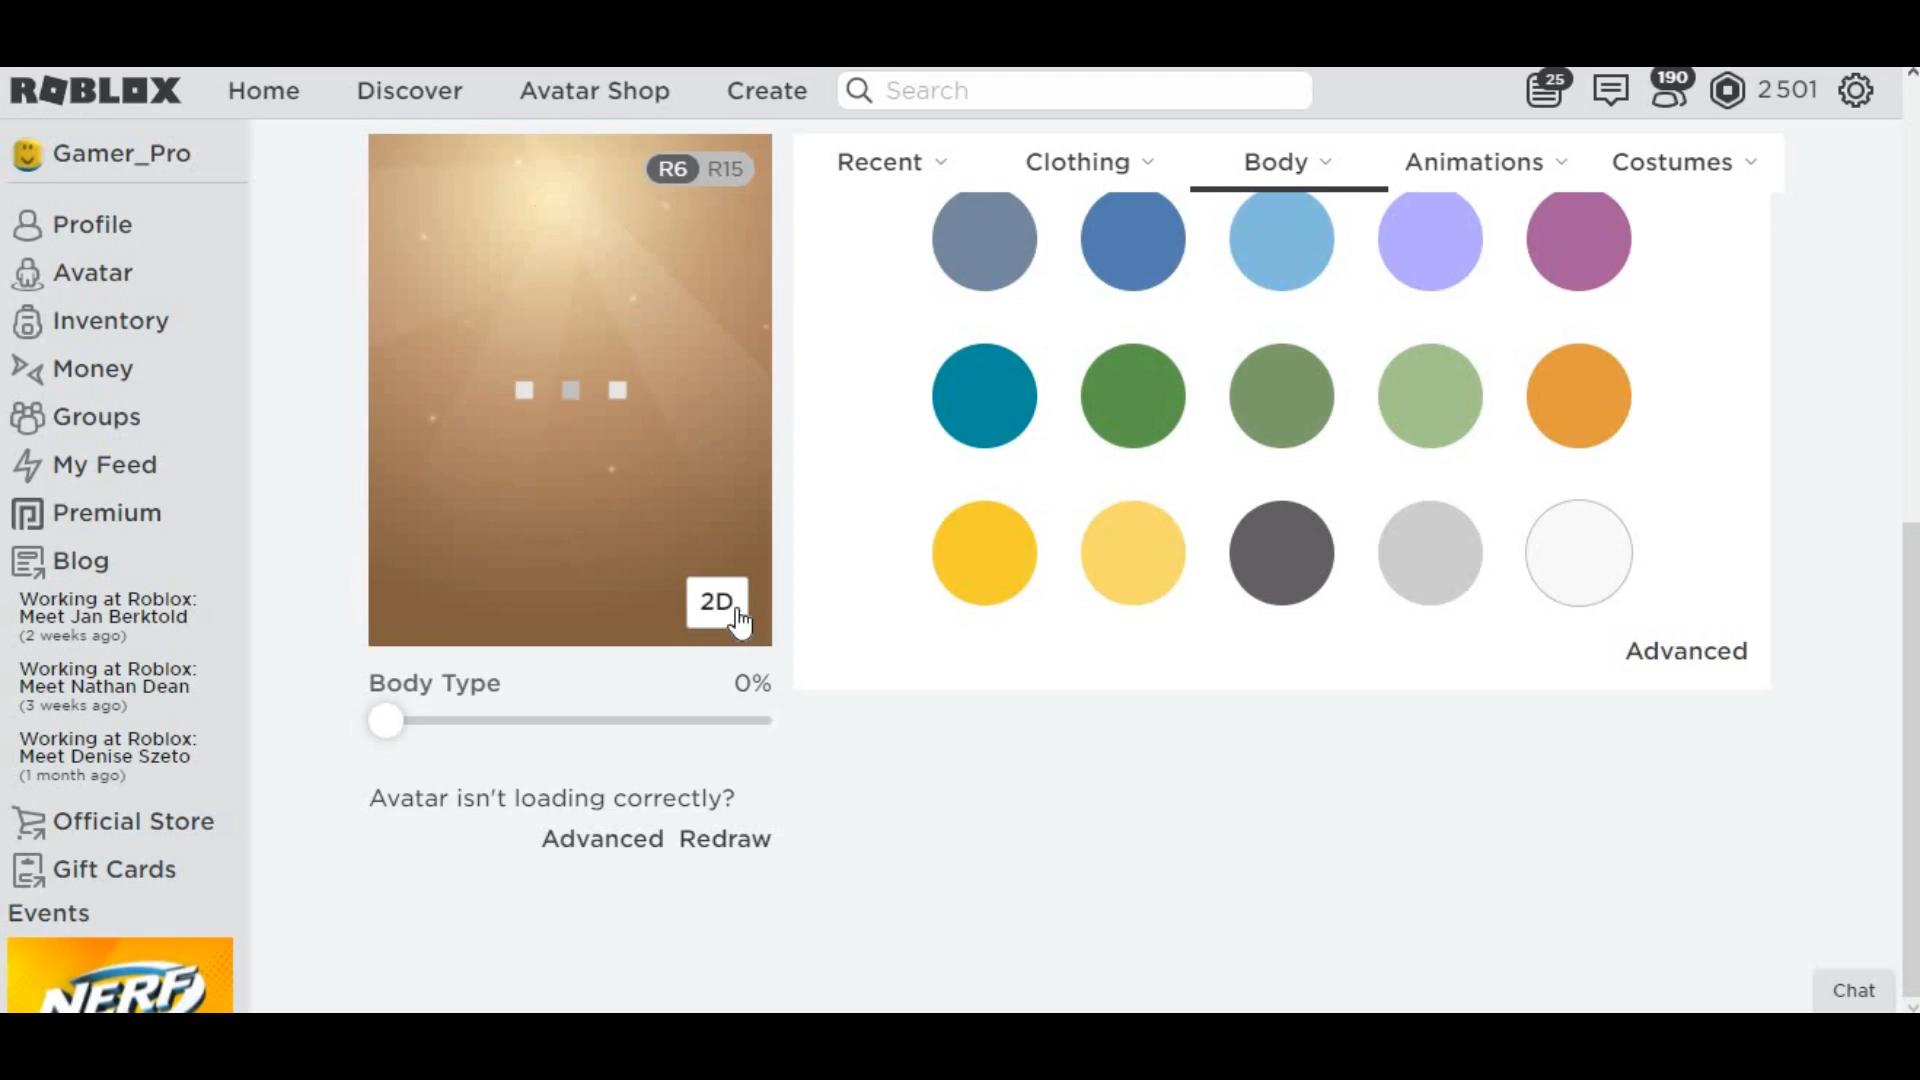 ROBLOX Home Discover Avatar Shop Create Search 25 190 2 501
Gamer_Pro
Profile
Avatar
Inventory
Money
Groups
My Feed
Premium
Blog
Working at Roblox:
Meet Jan Berktold
(2 weeks ago)
Working at Roblox:
Meet Nathan Dean
(3 weeks ago)
Working at Roblox:
Meet Denise Szeto
(1 month ago)
Official Store
Gift Cards
Events
NERF
R6 R15
2D
Body Type 0%
Avatar isn't loading correctly?
Advanced Redraw
Recent Clothing Body Animations Costumes
Advanced
Chat